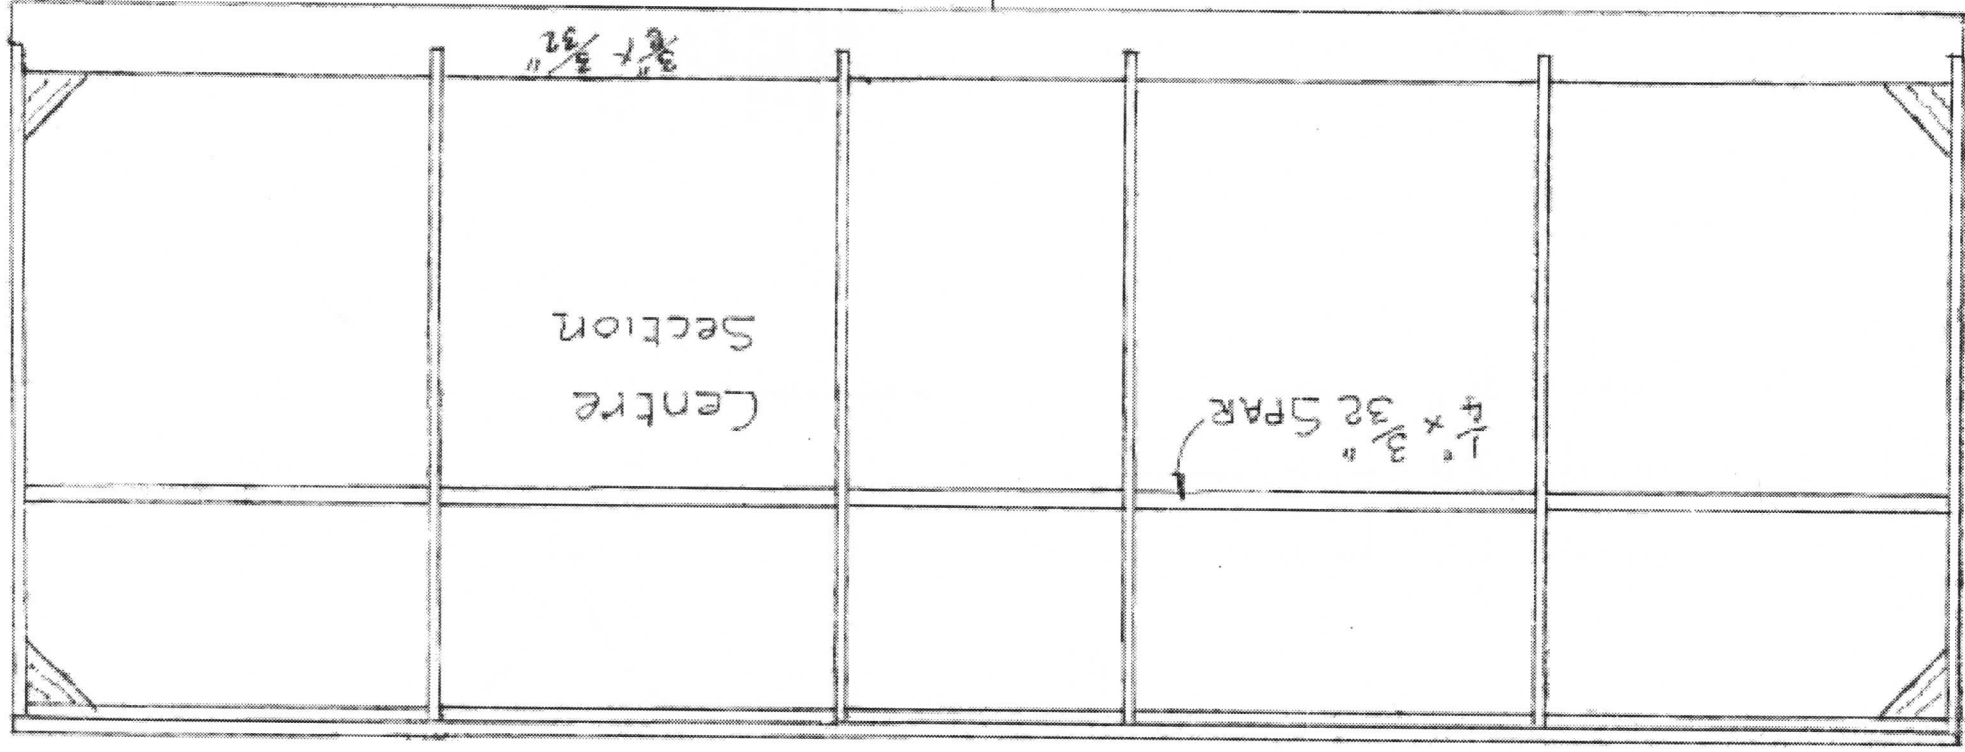 1/4" x 3/32" SPAR
Centre
Section
3/8" x 3/32"